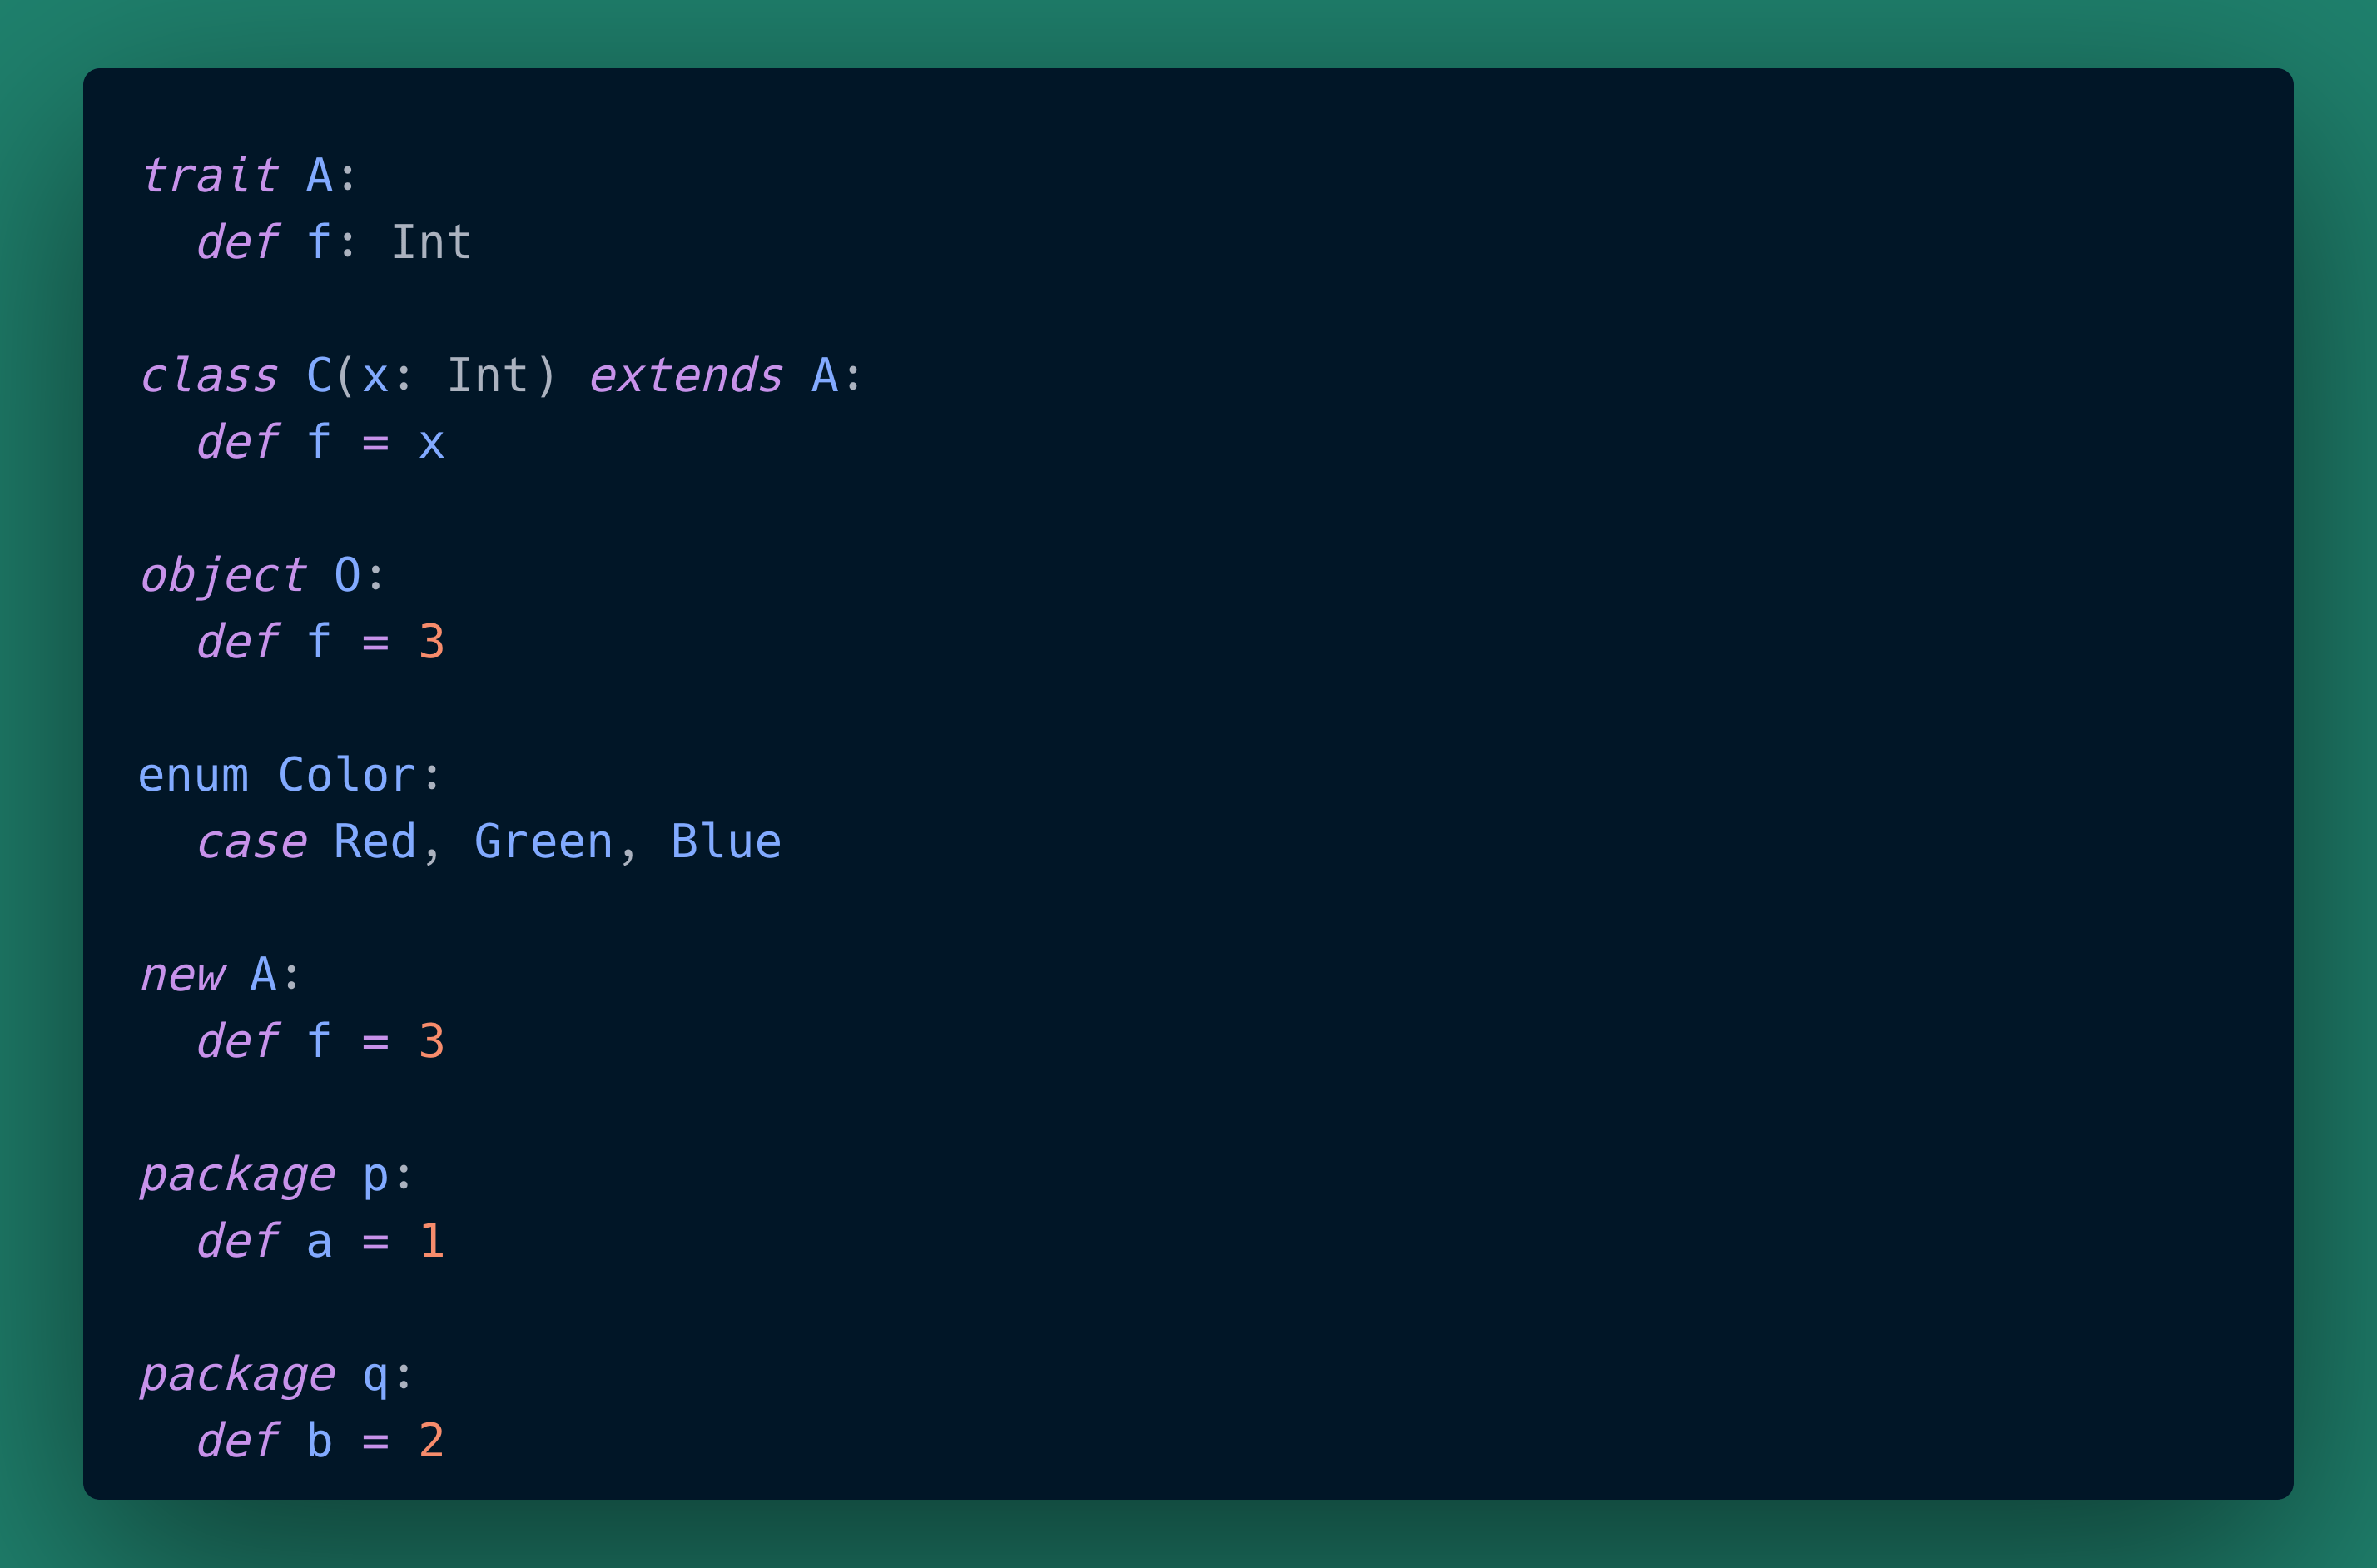 trait A:
  def f: Int

class C(x: Int) extends A:
  def f = x

object O:
  def f = 3

enum Color:
  case Red, Green, Blue

new A:
  def f = 3

package p:
  def a = 1

package q:
  def b = 2